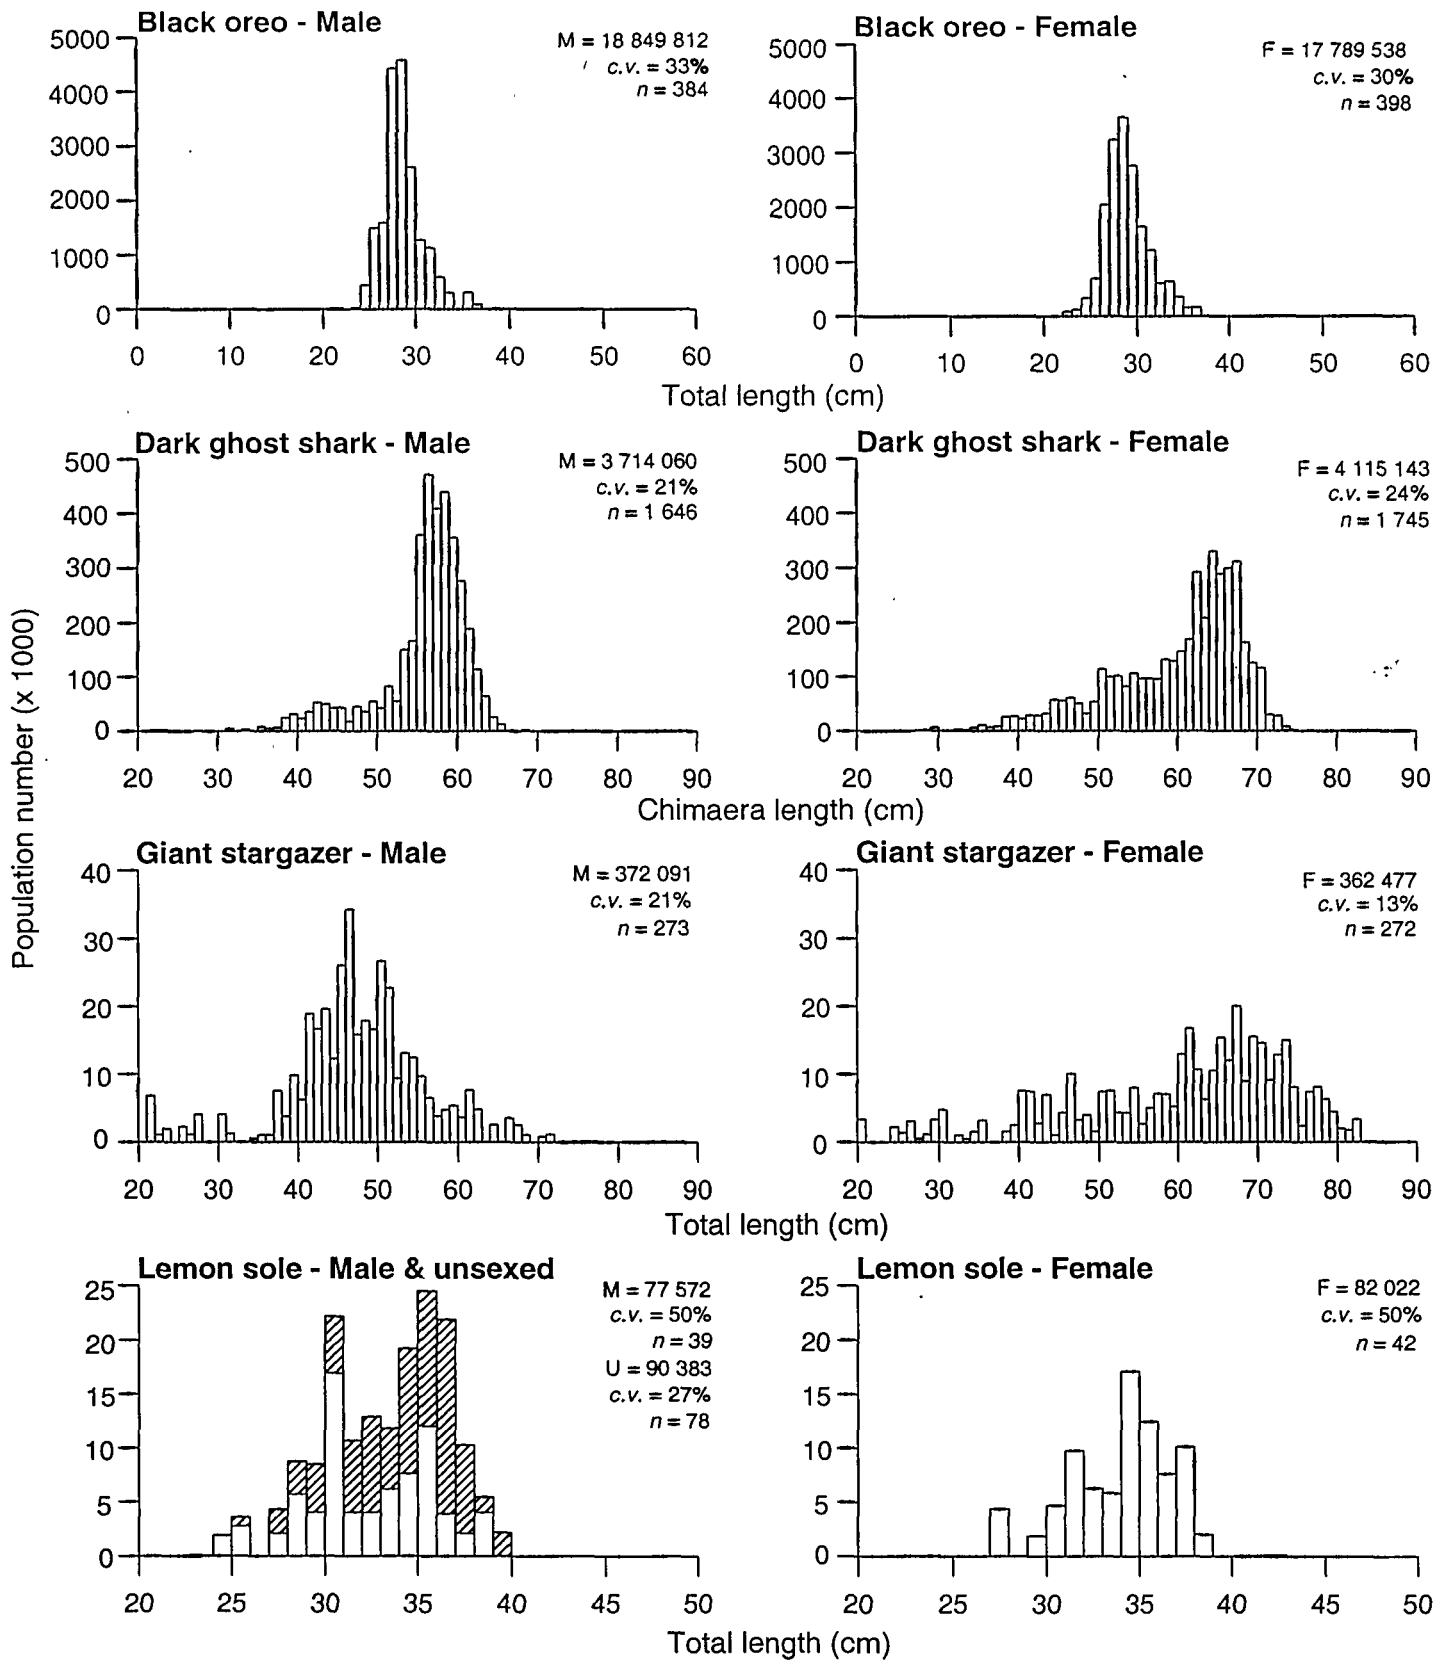 Black oreo - Male
M = 18 849 812
c.v. = 33%
n = 384
5000
4000
3000
2000
1000
0
0 10 20 30 40 50 60
Black oreo - Female
F = 17 789 538
c.v. = 30%
n = 398
5000
4000
3000
2000
1000
0
0 10 20 30 40 50 60
Total length (cm)
Dark ghost shark - Male
M = 3 714 060
c.v. = 21%
n = 1 646
500
400
300
200
100
0
20 30 40 50 60 70 80 90
Dark ghost shark - Female
F = 4 115 143
c.v. = 24%
n = 1 745
500
400
300
200
100
0
20 30 40 50 60 70 80 90
Chimaera length (cm)
Population number (x 1000)
Giant stargazer - Male
M = 372 091
c.v. = 21%
n = 273
40
30
20
10
0
20 30 40 50 60 70 80 90
Giant stargazer - Female
F = 362 477
c.v. = 13%
n = 272
40
30
20
10
0
20 30 40 50 60 70 80 90
Total length (cm)
Lemon sole - Male & unsexed
M = 77 572
c.v. = 50%
n = 39
U = 90 383
c.v. = 27%
n = 78
25
20
15
10
5
0
20 25 30 35 40 45 50
Lemon sole - Female
F = 82 022
c.v. = 50%
n = 42
25
20
15
10
5
0
20 25 30 35 40 45 50
Total length (cm)